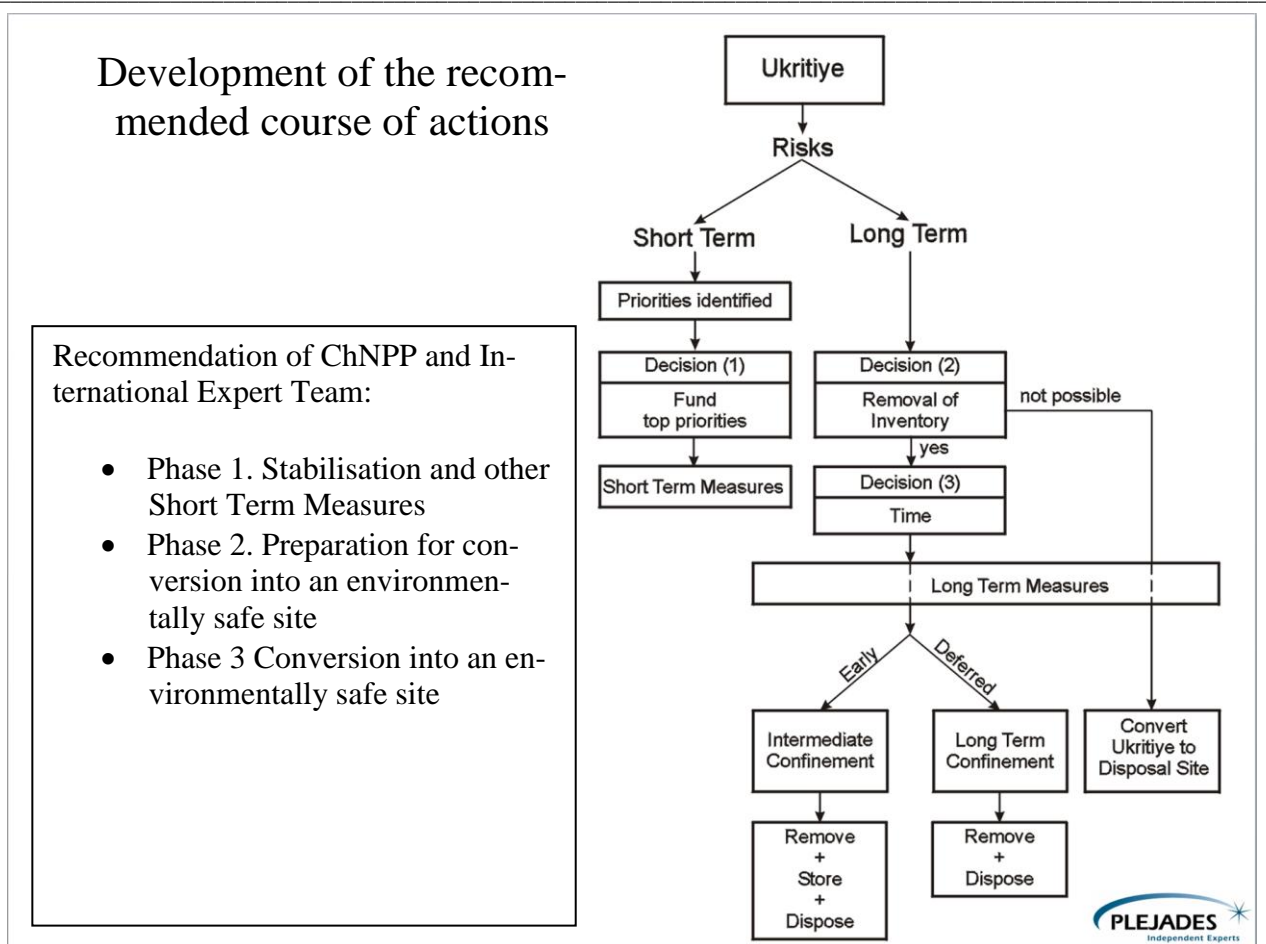 Development of the recom-
mended course of actions
Recommendation of ChNPP and In-
ternational Expert Team:
• Phase 1. Stabilisation and other
Short Term Measures
• Phase 2. Preparation for con-
version into an environmen-
tally safe site
• Phase 3 Conversion into an en-
vironmentally safe site
Ukritiye
Risks
Short Term
Long Term
Priorities identified
Decision (1)
Fund
top priorities
Short Term Measures
Decision (2)
Removal of
Inventory
not possible
yes
Decision (3)
Time
Long Term Measures
Early
Deferred
Intermediate
Confinement
Long Term
Confinement
Convert
Ukritiye to
Disposal Site
Remove
+
Store
+
Dispose
Remove
+
Dispose
PLEJADES
Independent Experts